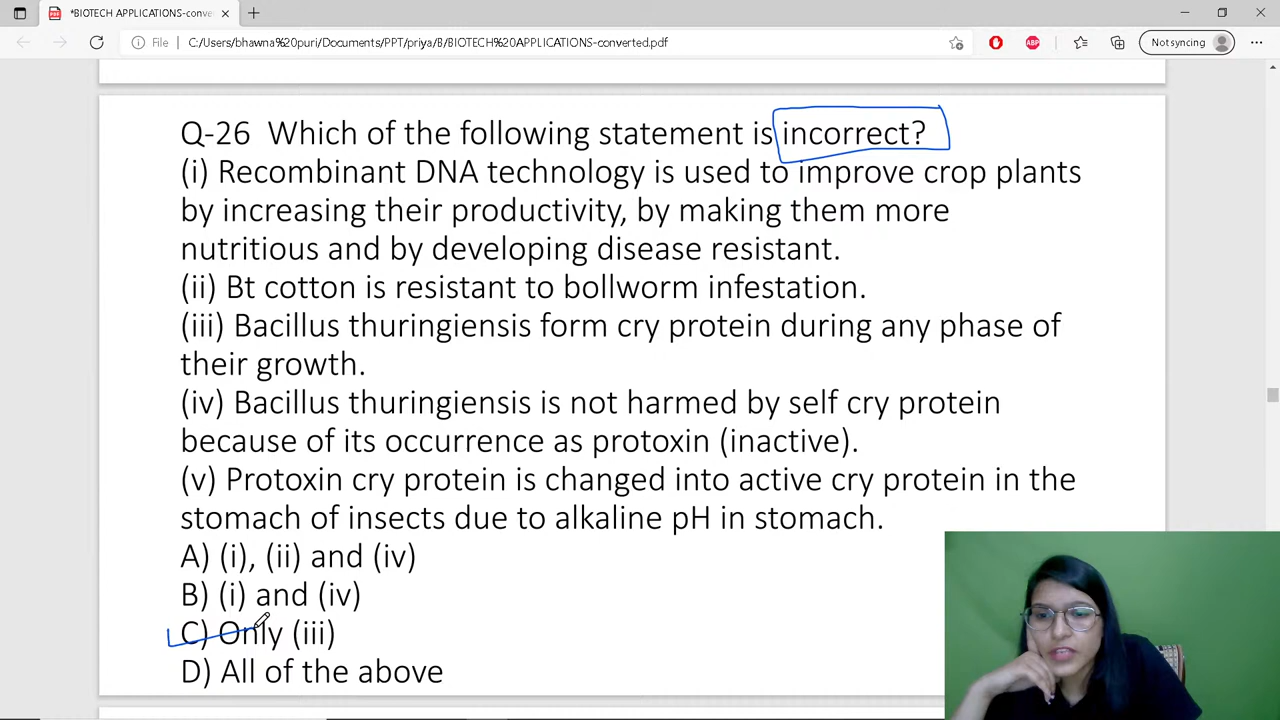 *BIOTECH APPLICATIONS-conver
File C:/Users/bhawna%20puri/Documents/PPT/priya/B/BIOTECH%20APPLICATIONS-converted.pdf
ABP
Not syncing
Q-26 Which of the following statement is incorrect?
(i) Recombinant DNA technology is used to improve crop plants
by increasing their productivity, by making them more
nutritious and by developing disease resistant.
(ii) Bt cotton is resistant to bollworm infestation.
(iii) Bacillus thuringiensis form cry protein during any phase of
their growth.
(iv) Bacillus thuringiensis is not harmed by self cry protein
because of its occurrence as protoxin (inactive).
(v) Protoxin cry protein is changed into active cry protein in the
stomach of insects due to alkaline pH in stomach.
A) (i), (ii) and (iv)
B) (i) and (iv)
C) Only (iii)
D) All of the above